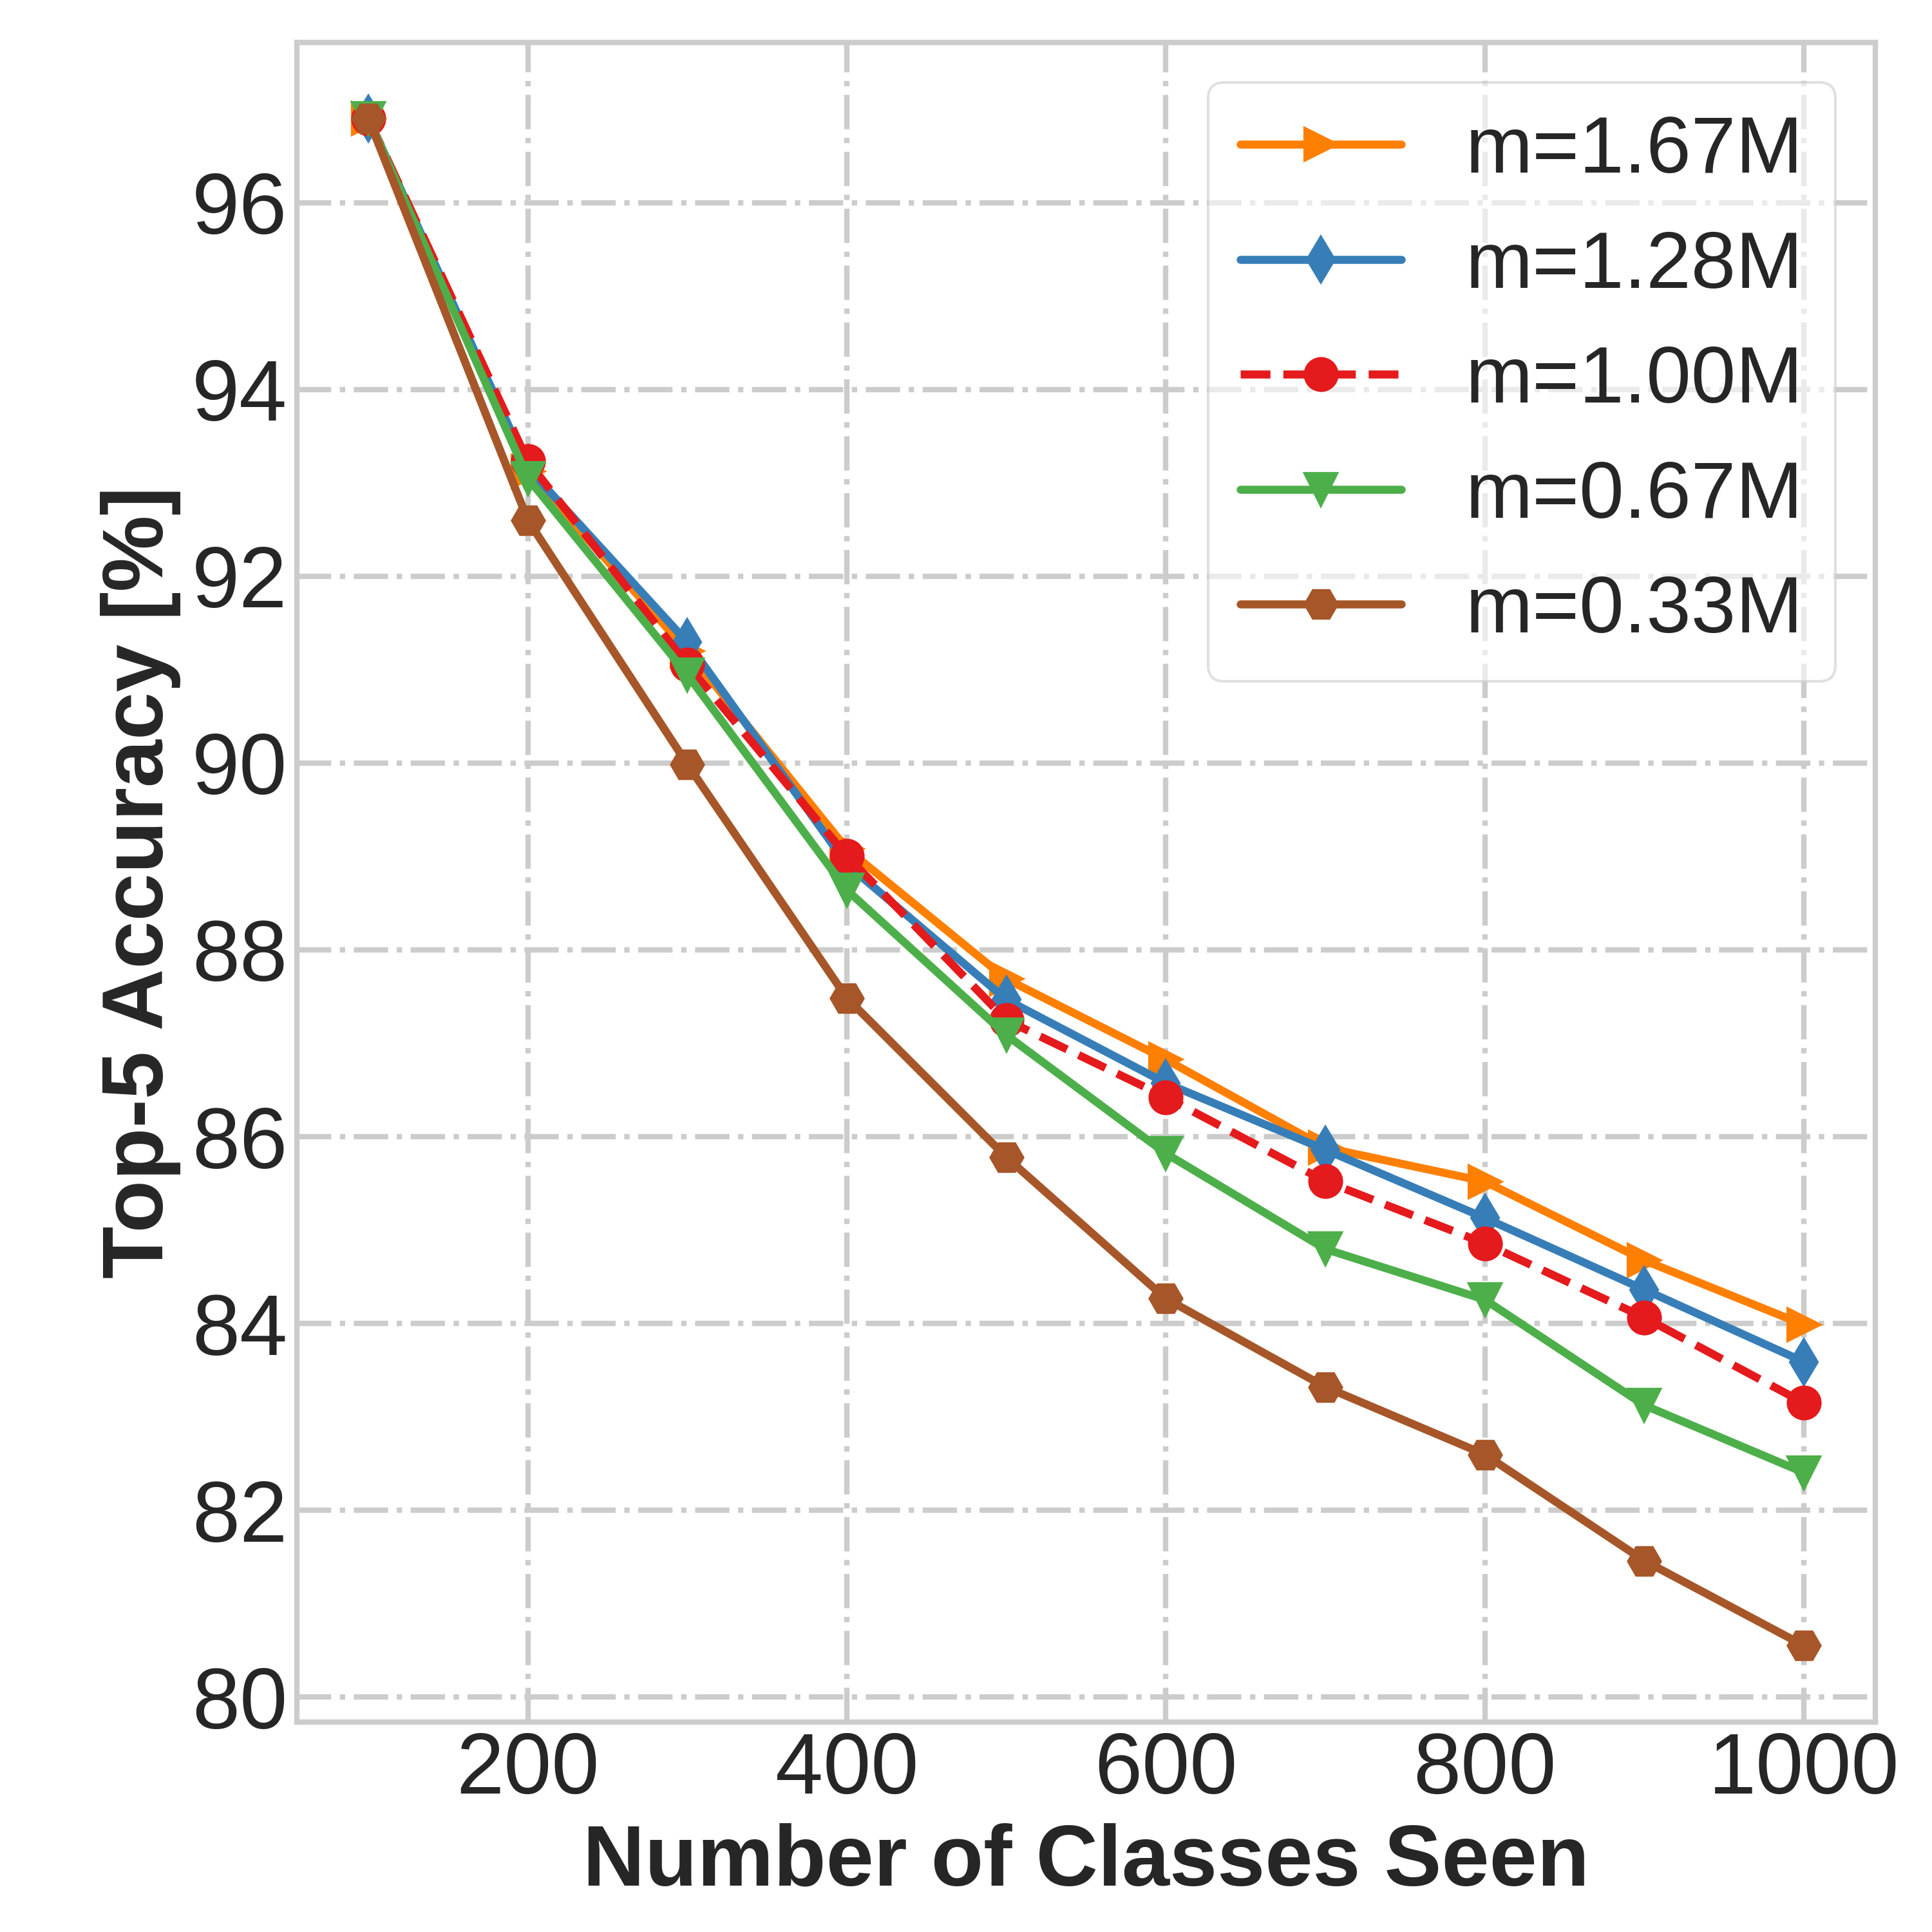 m=1.67M
m=1.28M
m=1.00M
m=0.67M
m=0.33M
Top-5 Accuracy [%]
96
94
92
90
88
86
84
82
80
200 400 600 800 1000
Number of Classes Seen